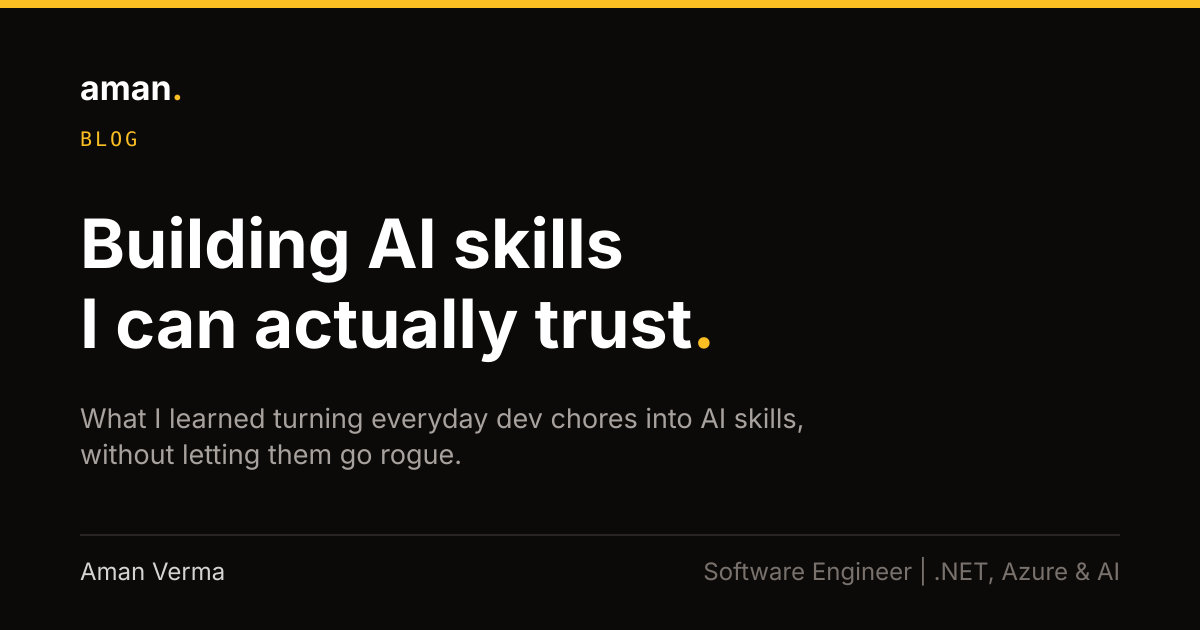 aman.
BLOG
Building AI skills
I can actually trust.
What I learned turning everyday dev chores into AI skills,
without letting them go rogue.
Aman Verma
Software Engineer | .NET, Azure & AI